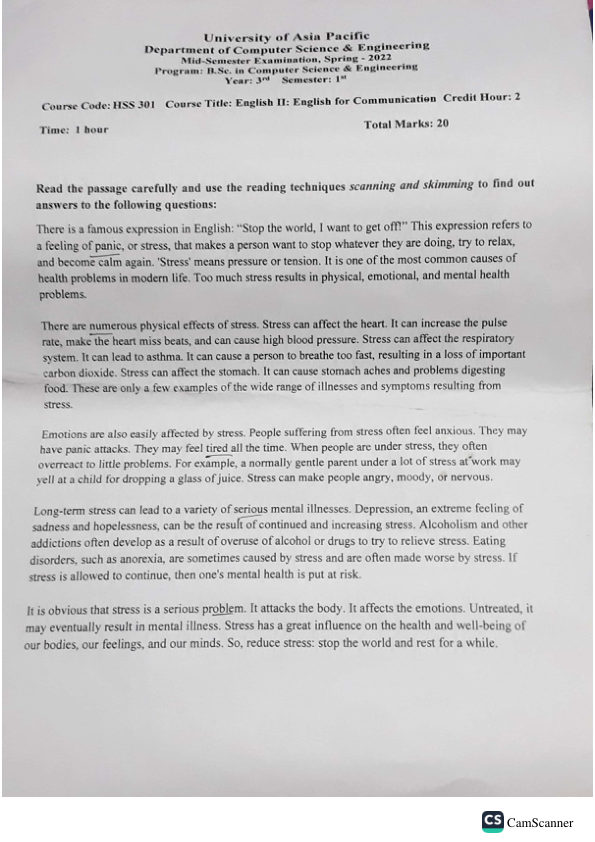 University of Asia Pacific
Department of Computer Science & Engineering
Mid-Semester Examination, Spring - 2022
Program: B.Sc. in Computer Science & Engineering
Year: 3rd Semester: 1st
Course Code: HSS 301 Course Title: English II: English for Communication Credit Hour: 2
Time: 1 hour Total Marks: 20
Read the passage carefully and use the reading techniques scanning and skimming to find out
answers to the following questions:
There is a famous expression in English: “Stop the world, I want to get off!” This expression refers to
a feeling of panic, or stress, that makes a person want to stop whatever they are doing, try to relax,
and become calm again. 'Stress' means pressure or tension. It is one of the most common causes of
health problems in modern life. Too much stress results in physical, emotional, and mental health
problems.
There are numerous physical effects of stress. Stress can affect the heart. It can increase the pulse
rate, make the heart miss beats, and can cause high blood pressure. Stress can affect the respiratory
system. It can lead to asthma. It can cause a person to breathe too fast, resulting in a loss of important
carbon dioxide. Stress can affect the stomach. It can cause stomach aches and problems digesting
food. These are only a few examples of the wide range of illnesses and symptoms resulting from
stress.
Emotions are also easily affected by stress. People suffering from stress often feel anxious. They may
have panic attacks. They may feel tired all the time. When people are under stress, they often
overreact to little problems. For example, a normally gentle parent under a lot of stress at work may
yell at a child for dropping a glass of juice. Stress can make people angry, moody, or nervous.
Long-term stress can lead to a variety of serious mental illnesses. Depression, an extreme feeling of
sadness and hopelessness, can be the result of continued and increasing stress. Alcoholism and other
addictions often develop as a result of overuse of alcohol or drugs to try to relieve stress. Eating
disorders, such as anorexia, are sometimes caused by stress and are often made worse by stress. If
stress is allowed to continue, then one's mental health is put at risk.
It is obvious that stress is a serious problem. It attacks the body. It affects the emotions. Untreated, it
may eventually result in mental illness. Stress has a great influence on the health and well-being of
our bodies, our feelings, and our minds. So, reduce stress: stop the world and rest for a while.
CS CamScanner